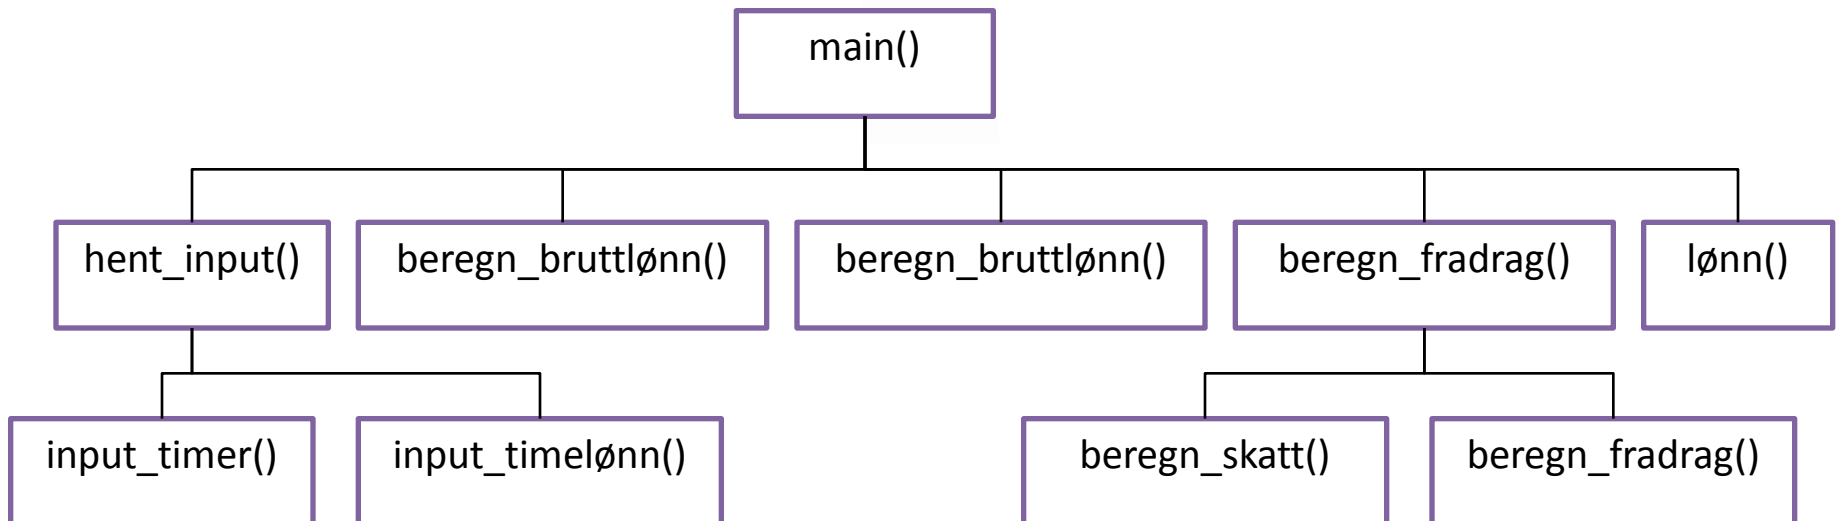 main()
hent_input()
beregn_bruttlønn()
beregn_bruttlønn()
beregn_fradrag()
lønn()
input_timer()
input_timelønn()
beregn_skatt()
beregn_fradrag()